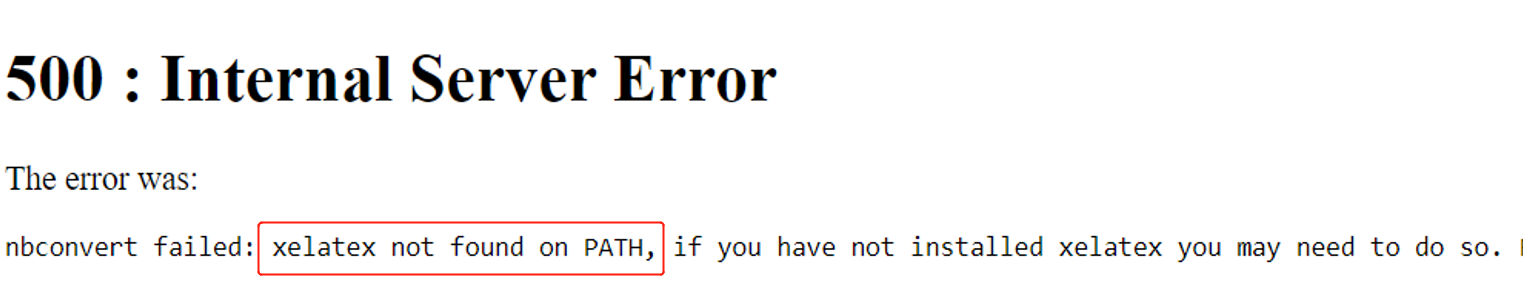 500 : Internal Server Error
The error was:
nbconvert failed: xelatex not found on PATH, if you have not installed xelatex you may need to do so.